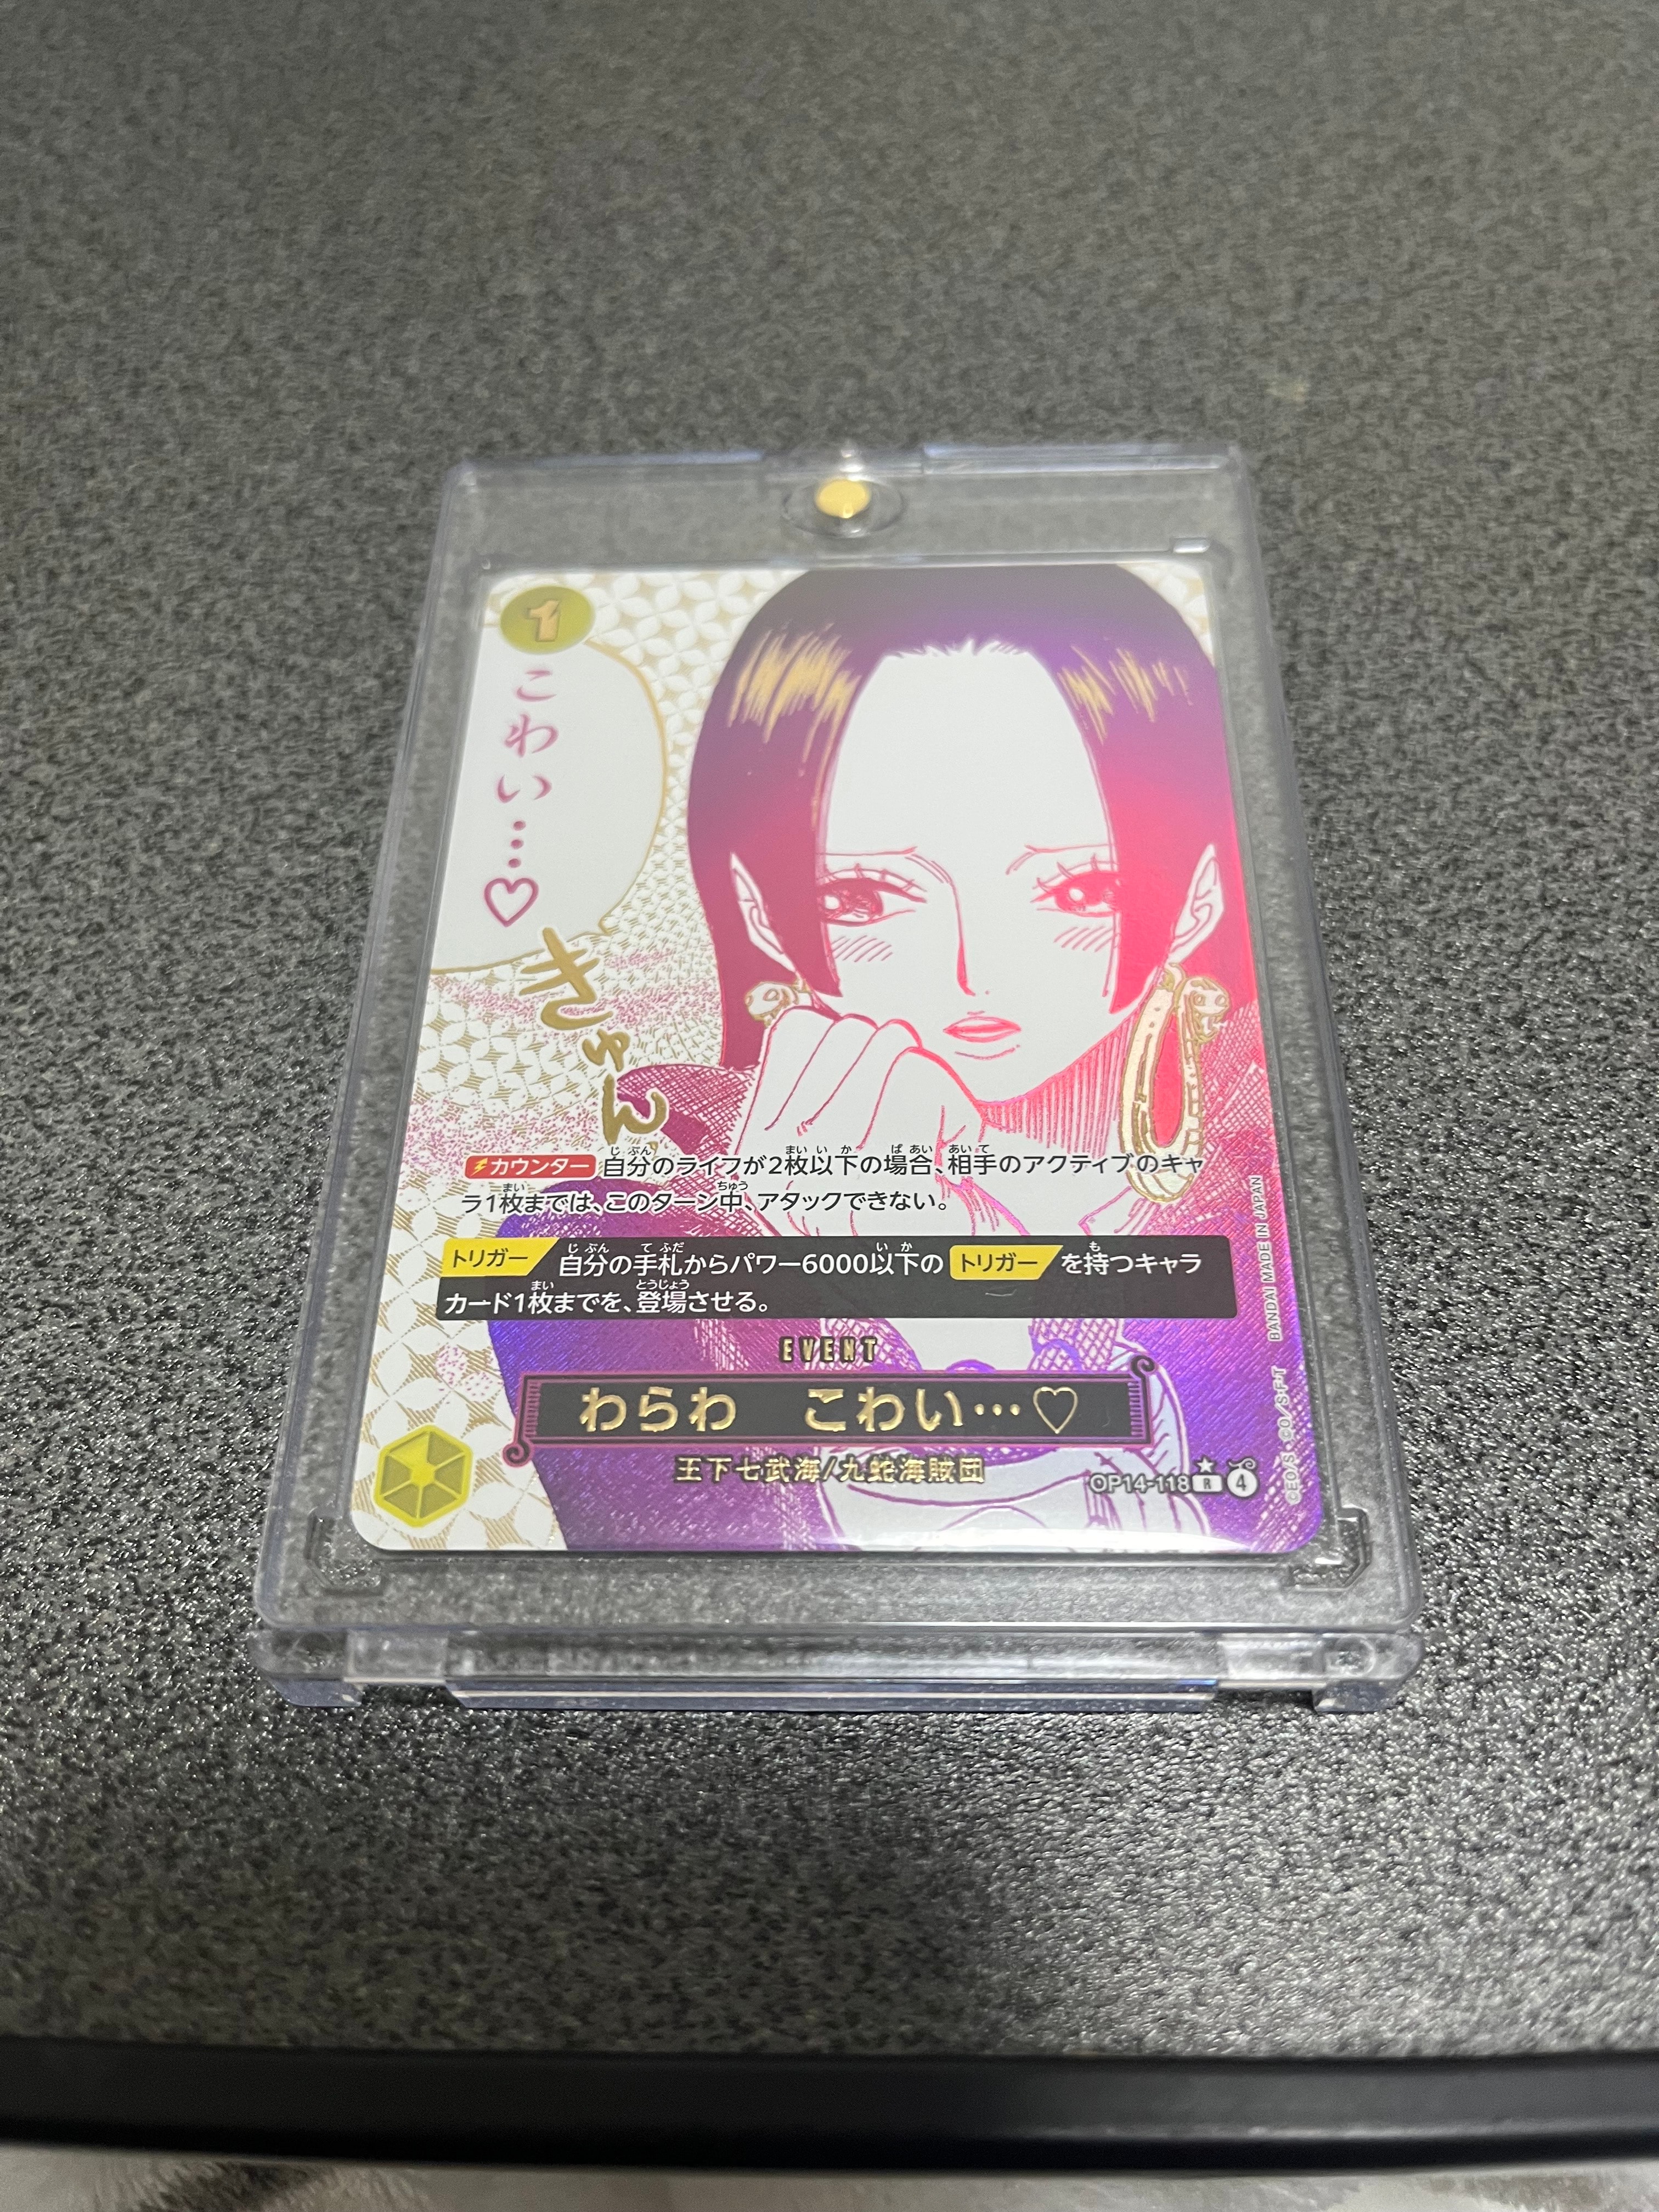 1
こわい…♡
きゅん
カウンター 自分のライフが2枚以下の場合、相手のアクティブのキャ
ラ1枚までは、このターン中、アタックできない。
トリガー 自分の手札からパワー6000以下の トリガー を持つキャラ
カード1枚までを、登場させる。
EVENT
わらわ　こわい…♡
王下七武海/九蛇海賊団
OP14-118 R 4
©EO/S・©O/S・F・T BANDAI MADE IN JAPAN